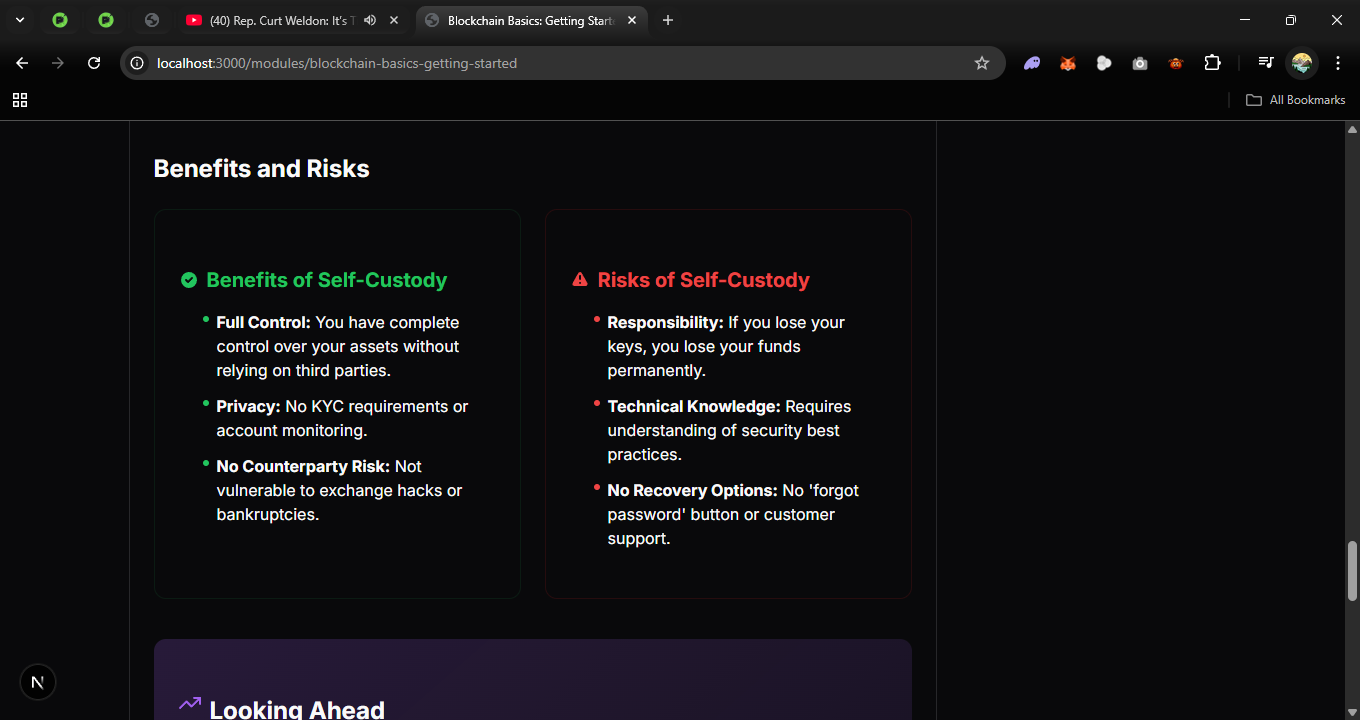 (40) Rep. Curt Weldon: It's T
Blockchain Basics: Getting Start
localhost:3000/modules/blockchain-basics-getting-started
All Bookmarks
Benefits and Risks
Benefits of Self-Custody
Full Control: You have complete
control over your assets without
relying on third parties.
Privacy: No KYC requirements or
account monitoring.
No Counterparty Risk: Not
vulnerable to exchange hacks or
bankruptcies.
Risks of Self-Custody
Responsibility: If you lose your
keys, you lose your funds
permanently.
Technical Knowledge: Requires
understanding of security best
practices.
No Recovery Options: No 'forgot
password' button or customer
support.
N
Looking Ahead